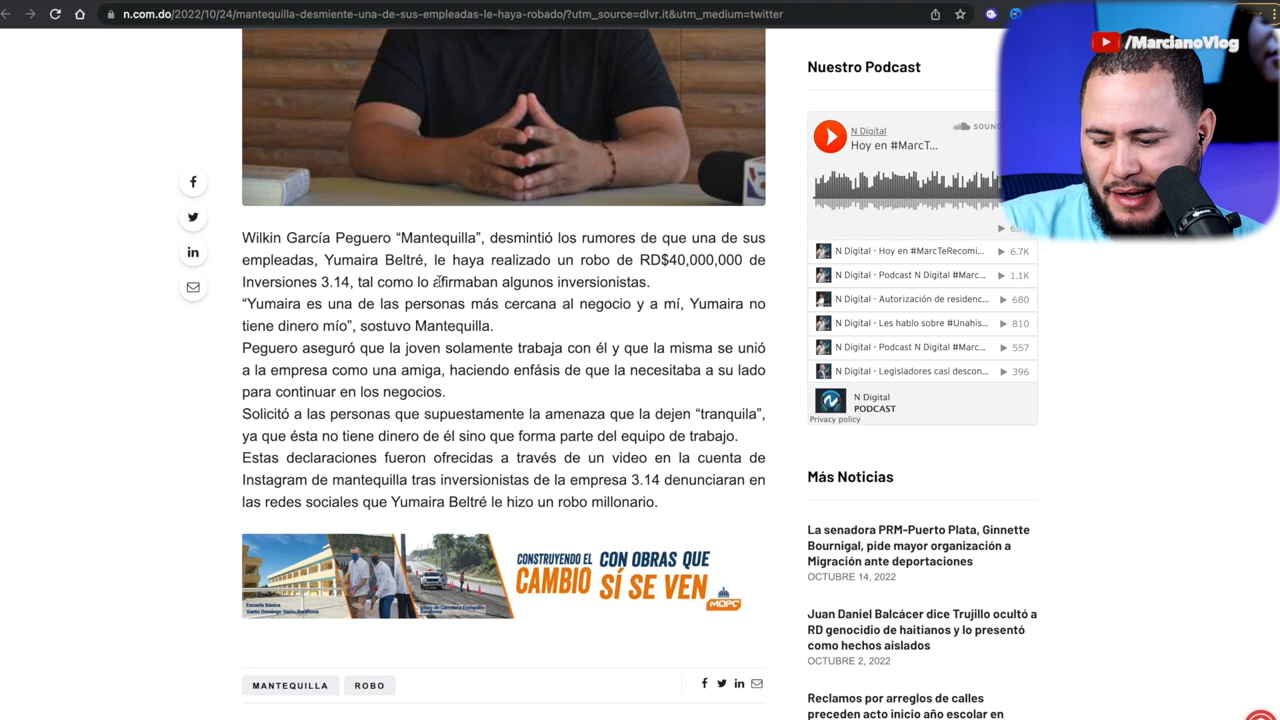 n.com.do/2022/10/24/mantequilla-desmiente-una-de-sus-empleadas-le-haya-robado/?utm_source=dlvr.it&utm_medium=twitter
/MarcianoVlog
Wilkin García Peguero “Mantequilla”, desmintió los rumores de que una de sus
empleadas, Yumaira Beltré, le haya realizado un robo de RD$40,000,000 de
Inversiones 3.14, tal como lo afirmaban algunos inversionistas.
“Yumaira es una de las personas más cercana al negocio y a mí, Yumaira no
tiene dinero mío”, sostuvo Mantequilla.
Peguero aseguró que la joven solamente trabaja con él y que la misma se unió
a la empresa como una amiga, haciendo enfásis de que la necesitaba a su lado
para continuar en los negocios.
Solicitó a las personas que supuestamente la amenaza que la dejen “tranquila”,
ya que ésta no tiene dinero de él sino que forma parte del equipo de trabajo.
Estas declaraciones fueron ofrecidas a través de un video en la cuenta de
Instagram de mantequilla tras inversionistas de la empresa 3.14 denunciaran en
las redes sociales que Yumaira Beltré le hizo un robo millonario.
CONSTRUYENDO EL
CAMBIO
CON OBRAS QUE
SÍ SE VEN
MOPC
Escuela Básica
Santo Domingo Savio Barahona
MANTEQUILLA
ROBO
Nuestro Podcast
N Digital
SOUN
Hoy en #MarcT...
N Digital - Hoy en #MarcTeRecomi... 6.7K
N Digital - Podcast N Digital #Marc... 1.1K
N Digital - Autorización de residenc... 680
N Digital - Les hablo sobre #Unahis... 810
N Digital - Podcast N Digital #Marc... 557
N Digital - Legisladores casi descon... 396
N Digital
PODCAST
Privacy policy
Más Noticias
La senadora PRM-Puerto Plata, Ginnette
Bournigal, pide mayor organización a
Migración ante deportaciones
OCTUBRE 14, 2022
Juan Daniel Balcácer dice Trujillo ocultó a
RD genocidio de haitianos y lo presentó
como hechos aislados
OCTUBRE 2, 2022
Reclamos por arreglos de calles
preceden acto inicio año escolar en